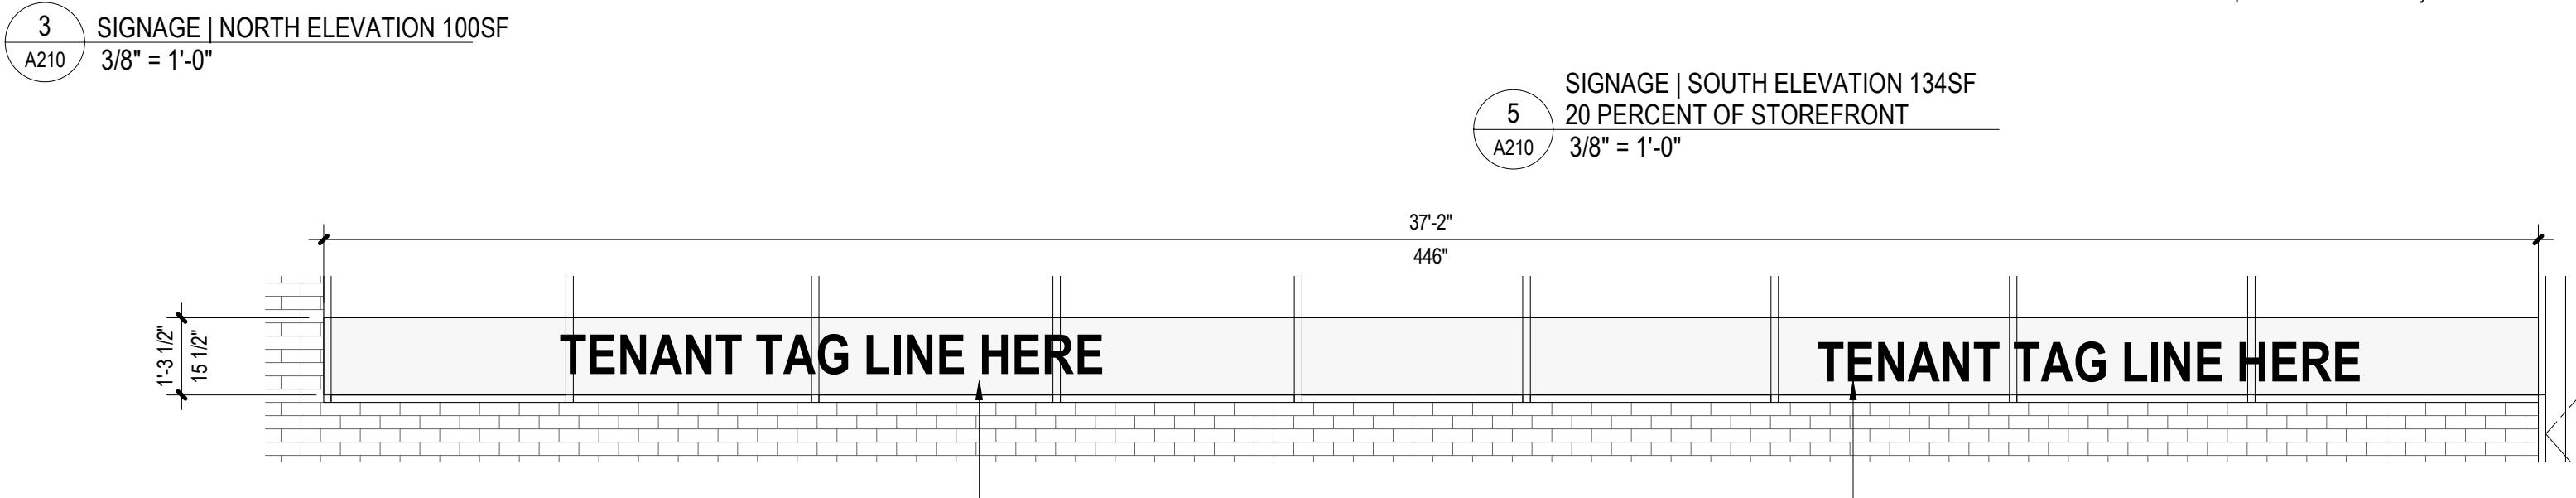 3
A210
SIGNAGE | NORTH ELEVATION 100SF
3/8" = 1'-0"
5
A210
SIGNAGE | SOUTH ELEVATION 134SF
20 PERCENT OF STOREFRONT
3/8" = 1'-0"
37'-2"
446"
1'-3 1/2"
15 1/2"
TENANT TAG LINE HERE
TENANT TAG LINE HERE